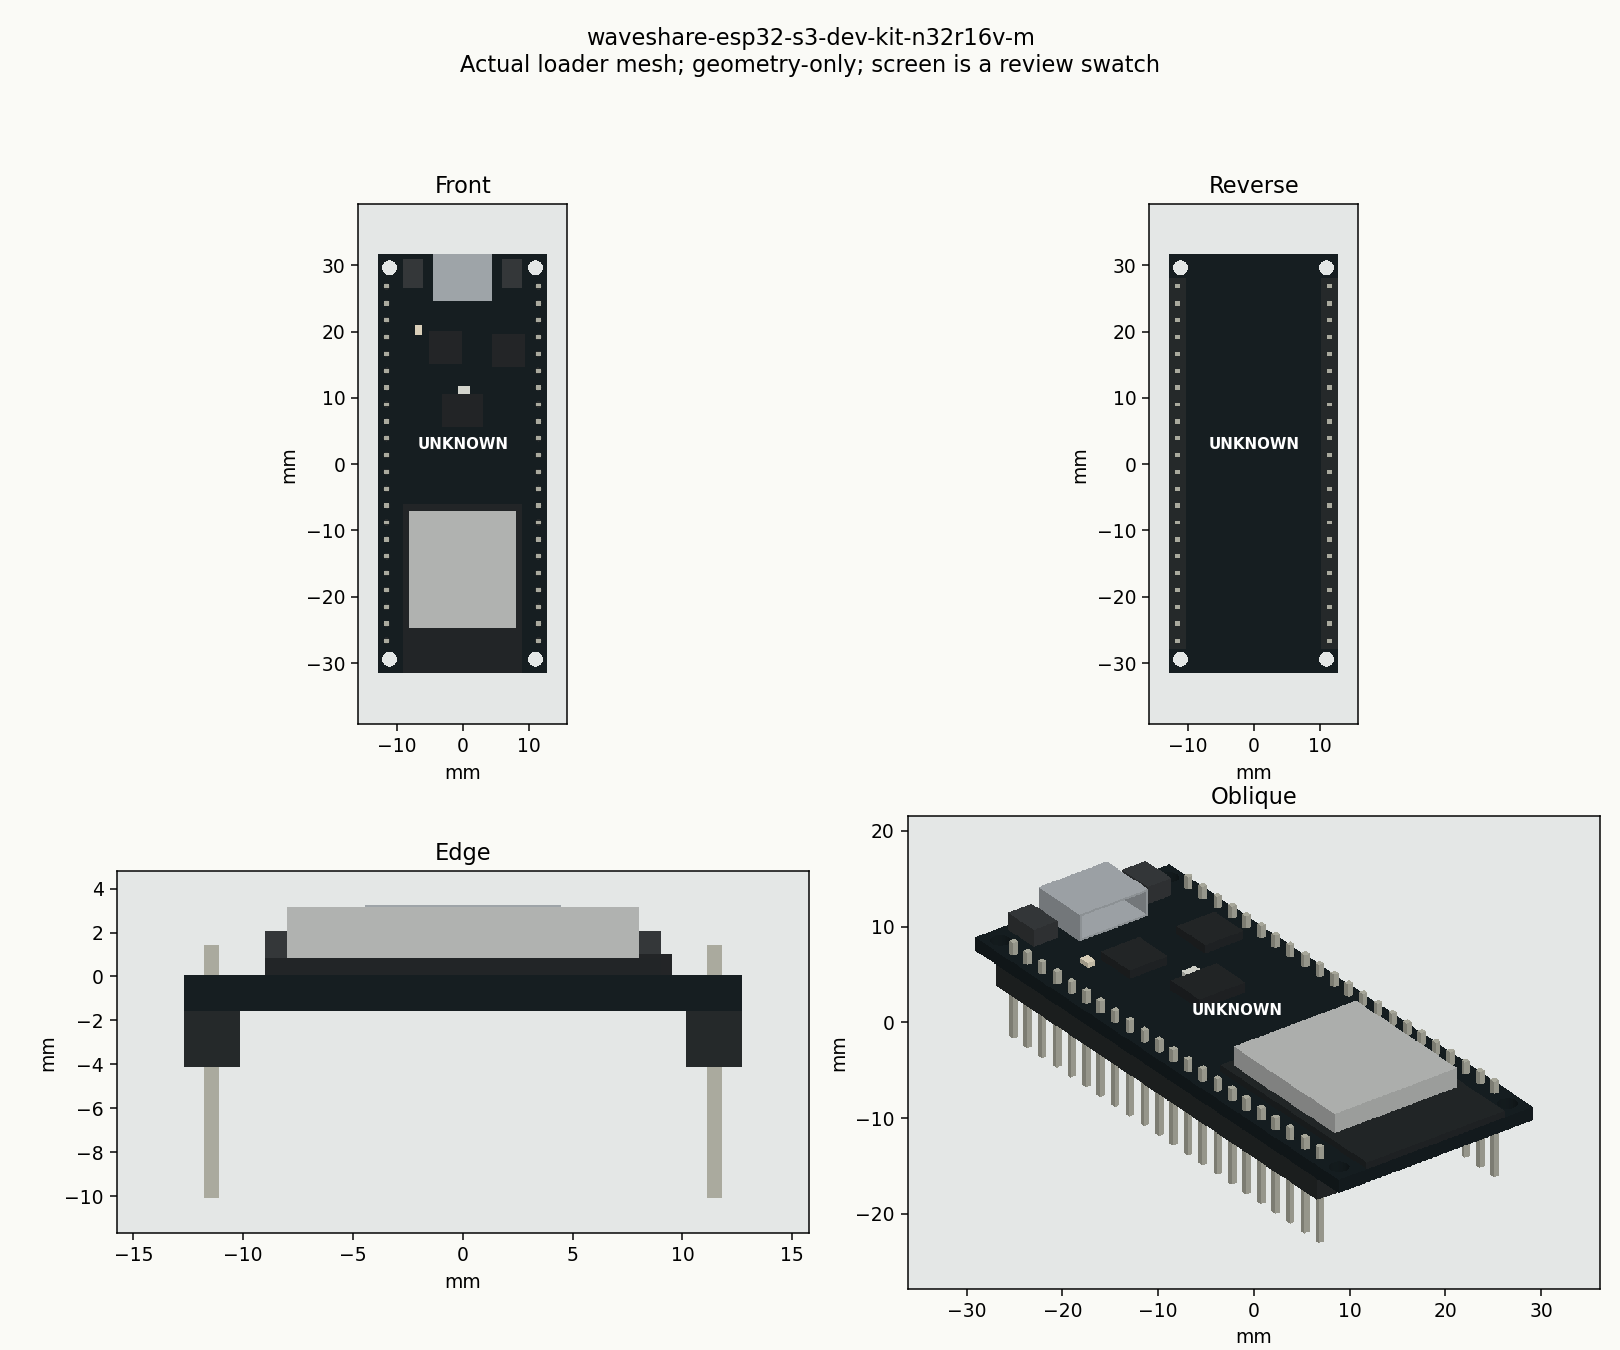 waveshare-esp32-s3-dev-kit-n32r16v-m
Actual loader mesh; geometry-only; screen is a review swatch
Front
30
20
10
0
−10
−20
−30
mm
UNKNOWN
−10 0 10
mm
Reverse
30
20
10
0
−10
−20
−30
mm
UNKNOWN
−10 0 10
mm
Edge
4
2
0
−2
−4
−6
−8
−10
mm
−15 −10 −5 0 5 10 15
mm
Oblique
20
10
0
−10
−20
mm
UNKNOWN
−30 −20 −10 0 10 20 30
mm